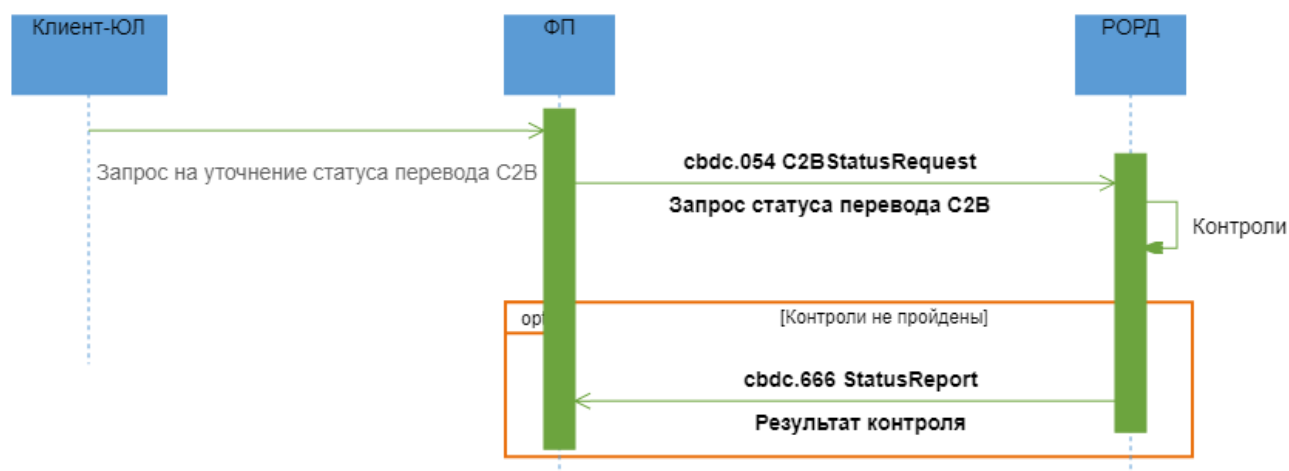 Клиент-ЮЛ
ФП
РОРД
Запрос на уточнение статуса перевода C2B
cbdc.054 C2BStatusRequest
Запрос статуса перевода C2B
Контроли
opt
[Контроли не пройдены]
cbdc.666 StatusReport
Результат контроля